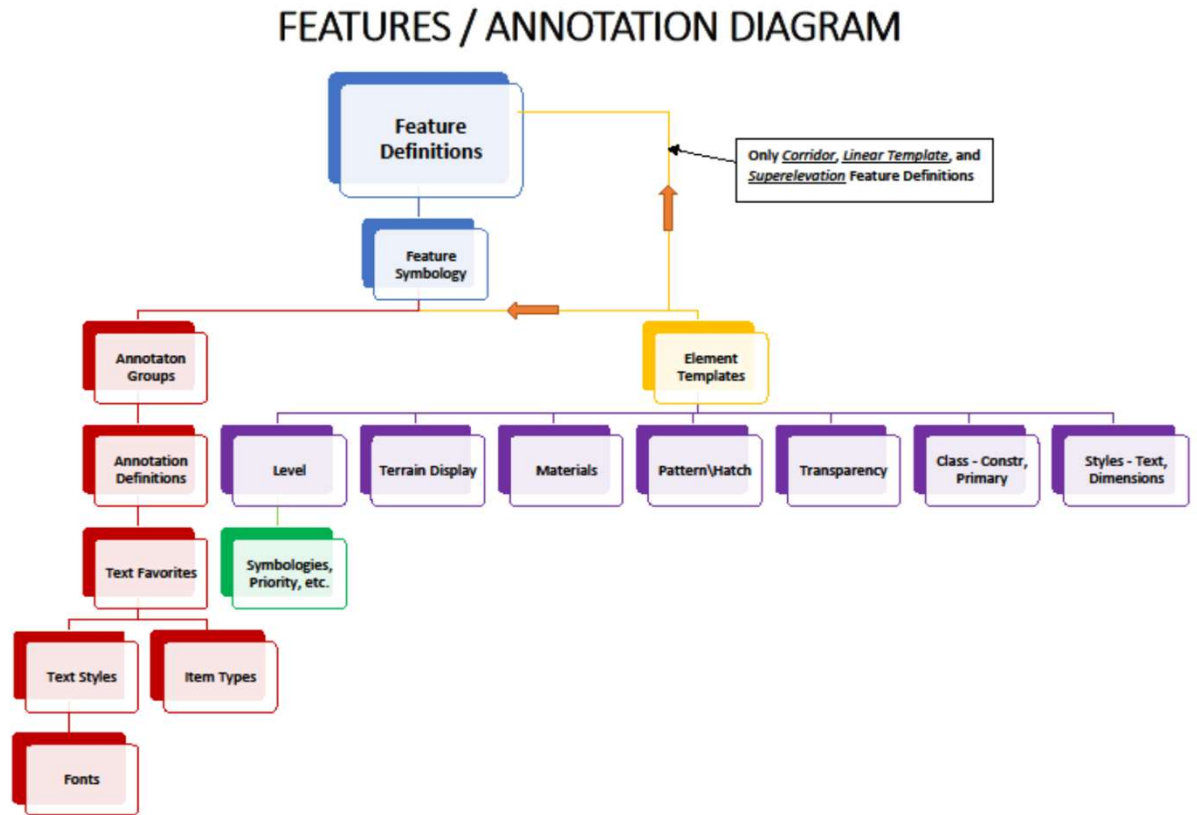 FEATURES / ANNOTATION DIAGRAM
Feature
Definitions
Only Corridor, Linear Template, and
Superelevation Feature Definitions
Feature
Symbology
Annotaton
Groups
Element
Templates
Annotation
Definitions
Level
Terrain Display
Materials
Pattern\Hatch
Transparency
Class - Constr,
Primary
Styles - Text,
Dimensions
Text Favorites
Symbologies,
Priority, etc.
Text Styles
Item Types
Fonts